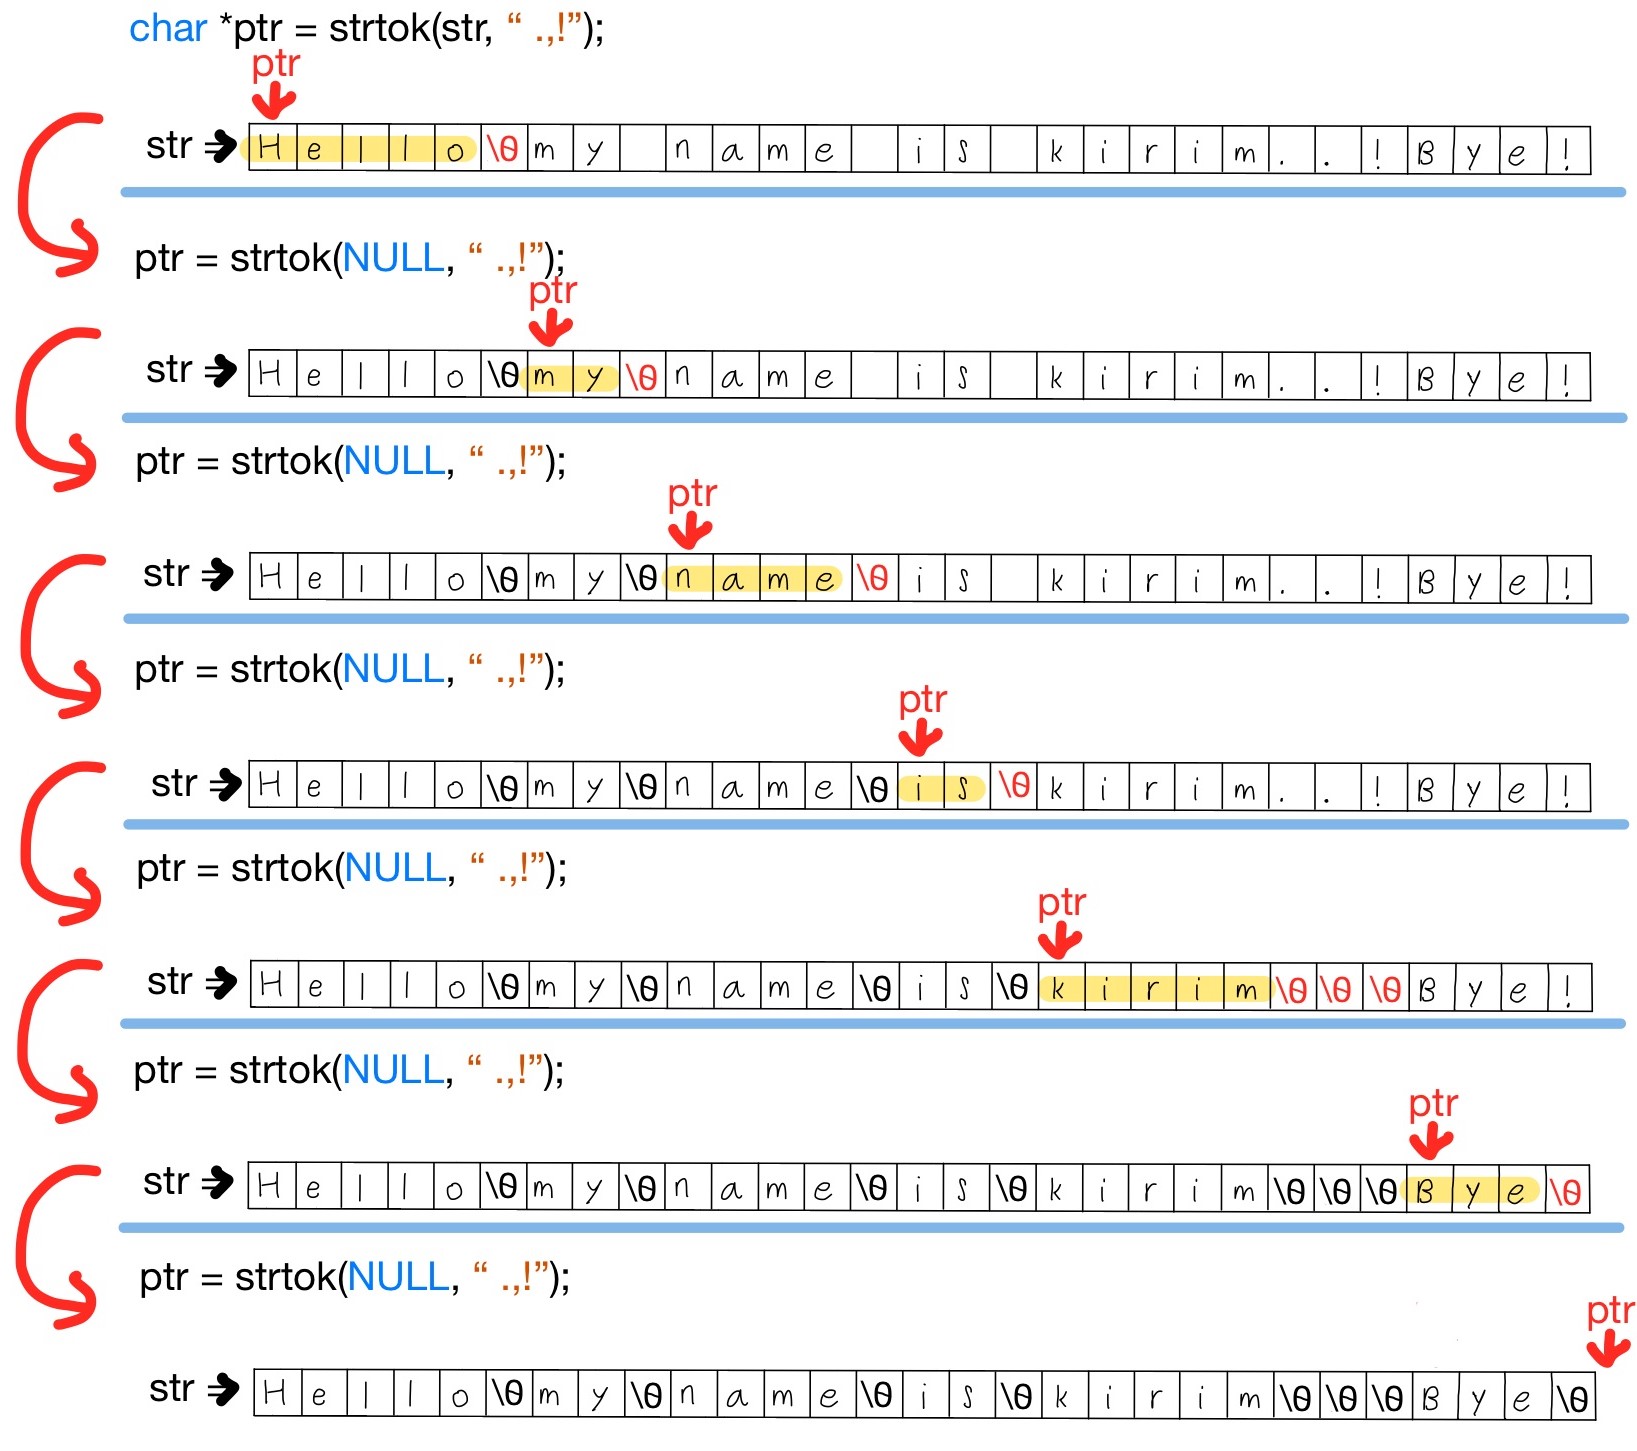 char *ptr = strtok(str, “ .,!”);
ptr
str → H e l l o \0 m y n a m e i s k i r i m . . ! B y e !
ptr = strtok(NULL, “ .,!”);
ptr
str → H e l l o \0 m y \0 n a m e i s k i r i m . . ! B y e !
ptr = strtok(NULL, “ .,!”);
ptr
str → H e l l o \0 m y \0 n a m e \0 i s k i r i m . . ! B y e !
ptr = strtok(NULL, “ .,!”);
ptr
str → H e l l o \0 m y \0 n a m e \0 i s \0 k i r i m . . ! B y e !
ptr = strtok(NULL, “ .,!”);
ptr
str → H e l l o \0 m y \0 n a m e \0 i s \0 k i r i m \0 \0 \0 B y e !
ptr = strtok(NULL, “ .,!”);
ptr
str → H e l l o \0 m y \0 n a m e \0 i s \0 k i r i m \0 \0 \0 B y e \0
ptr = strtok(NULL, “ .,!”);
ptr
str → H e l l o \0 m y \0 n a m e \0 i s \0 k i r i m \0 \0 \0 B y e \0